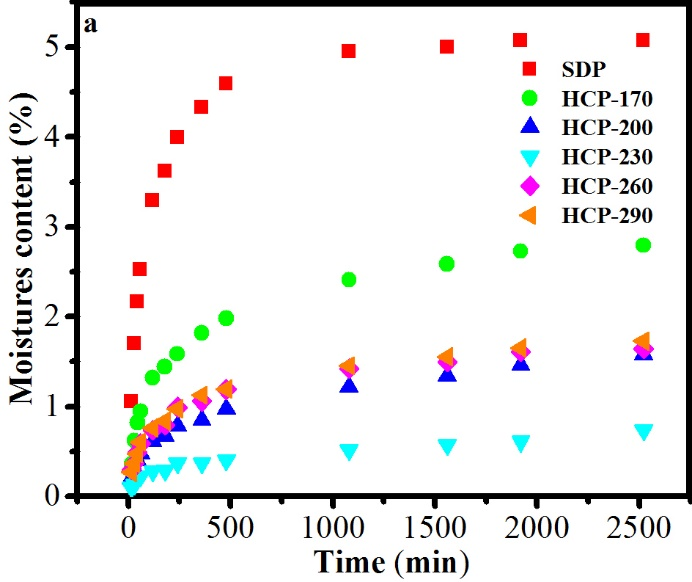 a
5
4
3
2
1
0
Moistures content (%)
SDP
HCP-170
HCP-200
HCP-230
HCP-260
HCP-290
0 500 1000 1500 2000 2500
Time (min)